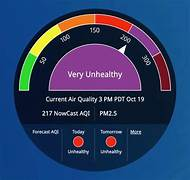 50
100
150
200
300
Very Unhealthy
Current Air Quality 3 PM PDT Oct 19
217 NowCast AQI PM2.5
Forecast AQI Today Tomorrow More
Unhealthy Unhealthy